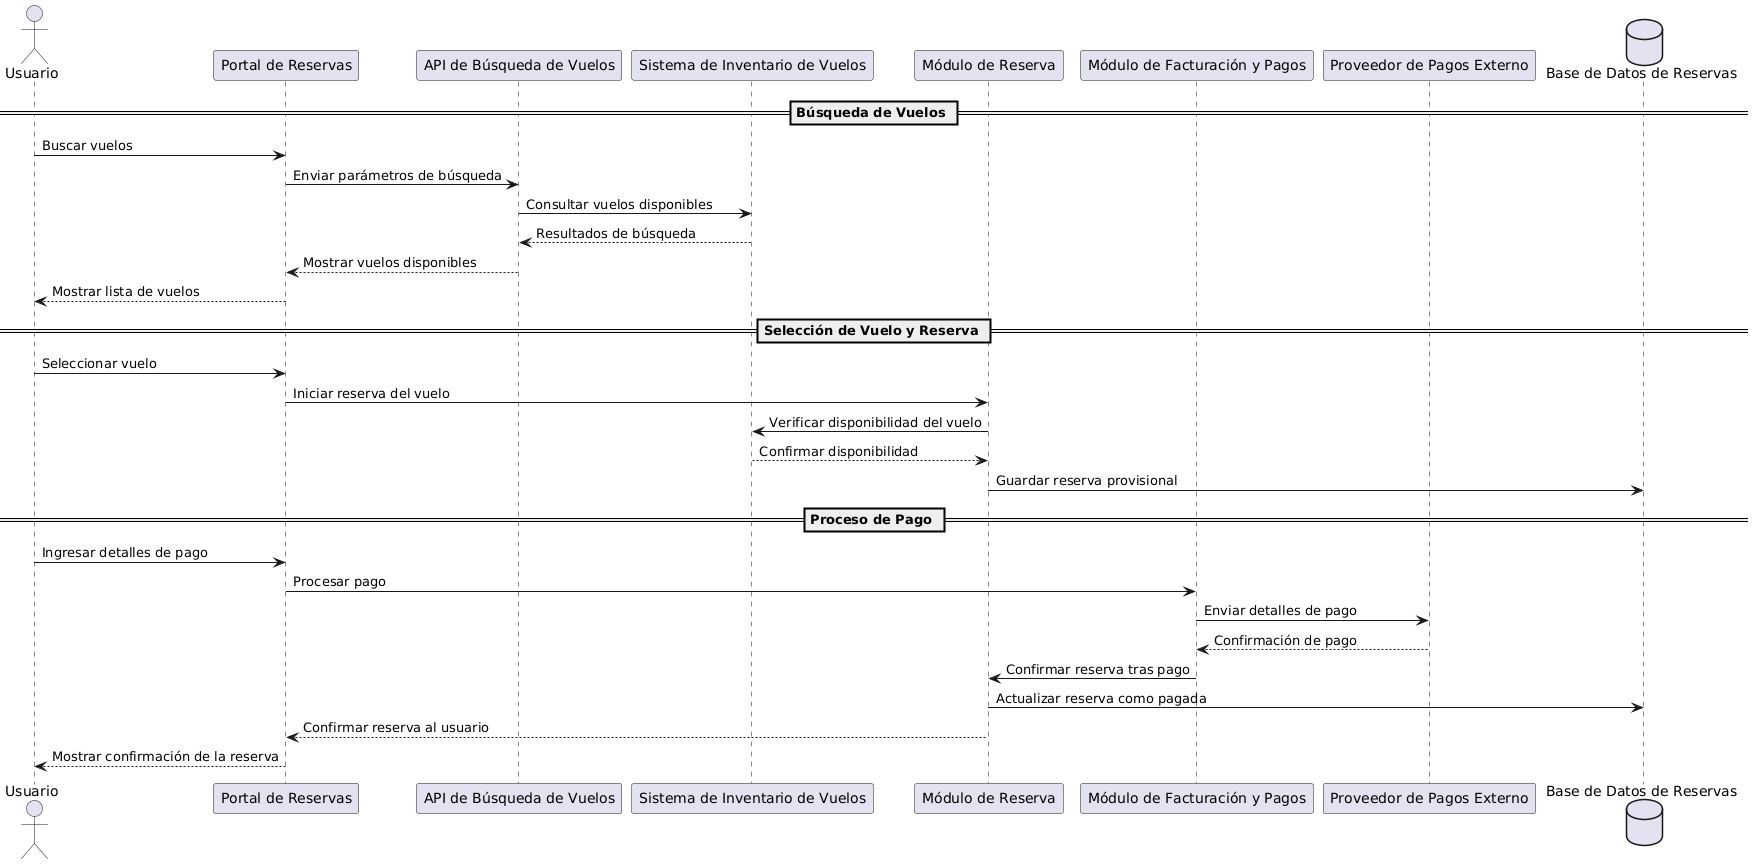 Usuario
Portal de Reservas
API de Búsqueda de Vuelos
Sistema de Inventario de Vuelos
Módulo de Reserva
Módulo de Facturación y Pagos
Proveedor de Pagos Externo
Base de Datos de Reservas
Búsqueda de Vuelos
Buscar vuelos
Enviar parámetros de búsqueda
Consultar vuelos disponibles
Resultados de búsqueda
Mostrar vuelos disponibles
Mostrar lista de vuelos
Selección de Vuelo y Reserva
Seleccionar vuelo
Iniciar reserva del vuelo
Verificar disponibilidad del vuelo
Confirmar disponibilidad
Guardar reserva provisional
Proceso de Pago
Ingresar detalles de pago
Procesar pago
Enviar detalles de pago
Confirmación de pago
Confirmar reserva tras pago
Actualizar reserva como pagada
Confirmar reserva al usuario
Mostrar confirmación de la reserva
Usuario
Portal de Reservas
API de Búsqueda de Vuelos
Sistema de Inventario de Vuelos
Módulo de Reserva
Módulo de Facturación y Pagos
Proveedor de Pagos Externo
Base de Datos de Reservas